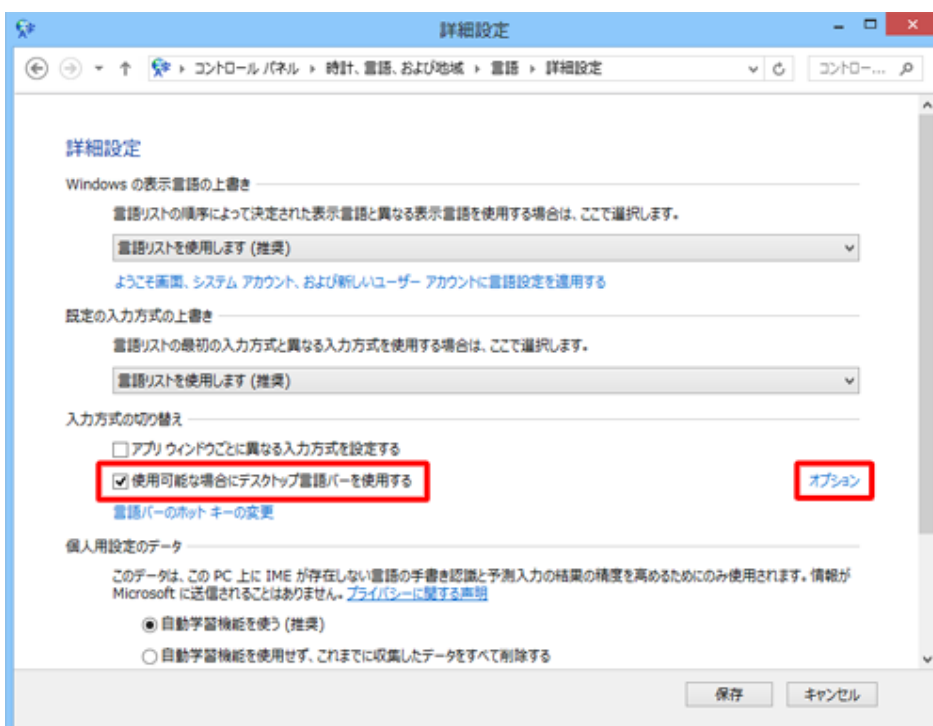 詳細設定
コントロール パネル ▸ 時計、言語、および地域 ▸ 言語 ▸ 詳細設定
コントロー...
詳細設定
Windows の表示言語の上書き
言語リストの順序によって決定された表示言語と異なる表示言語を使用する場合は、ここで選択します。
言語リストを使用します (推奨)
ようこそ画面、システム アカウント、および新しいユーザー アカウントに言語設定を適用する
既定の入力方式の上書き
言語リストの最初の入力方式と異なる入力方式を使用する場合は、ここで選択します。
言語リストを使用します (推奨)
入力方式の切り替え
アプリ ウィンドウごとに異なる入力方式を設定する
使用可能な場合にデスクトップ言語バーを使用する オプション
言語バーのホット キーの変更
個人用設定のデータ
このデータは、この PC 上に IME が存在しない言語の手書き認識と予測入力の結果の精度を高めるためにのみ使用されます。情報が
Microsoft に送信されることはありません。プライバシーに関する声明
自動学習機能を使う (推奨)
自動学習機能を使用せず、これまでに収集したデータをすべて削除する
保存 キャンセル